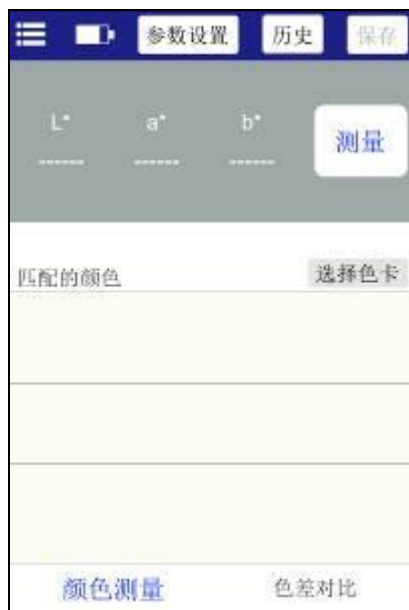 参数设置 历史 保存
L* a* b*
------ ------ ------
测量
匹配的颜色 选择色卡
颜色测量 色差对比